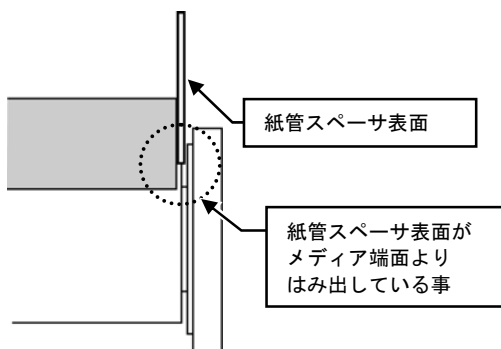 紙管スペーサ表面
紙管スペーサ表面が
メディア端面より
はみ出している事